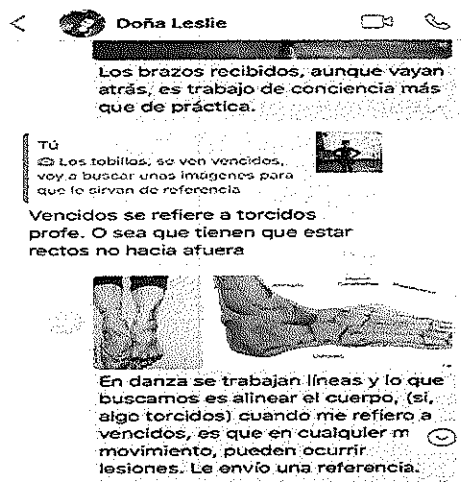 Doña Leslie
Los brazos recibidos, aunque vayan
atrás, es trabajo de conciencia más
que de práctica.
Tú
Los tobillos, se ven vencidos,
voy a buscar unas imágenes para
que le sirvan de referencia
Vencidos se refiere a torcidos
profe. O sea que tienen que estar
rectos no hacia afuera
En danza se trabajan líneas y lo que
buscamos es alinear el cuerpo, (sí,
algo torcidos) cuando me refiero a
vencidos, es que en cualquier m
movimiento, pueden ocurrir
lesiones. Le envío una referencia.